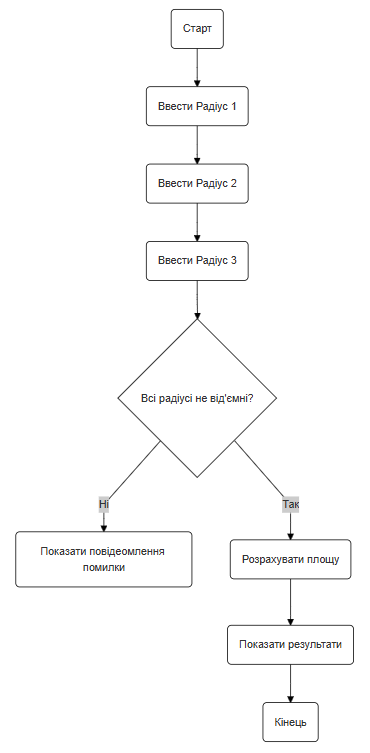 Старт
Ввести Радіус 1
Ввести Радіус 2
Ввести Радіус 3
Всі радіусі не від'ємні?
Ні
Так
Показати повідеомлення
помилки
Розрахувати площу
Показати результати
Кінець